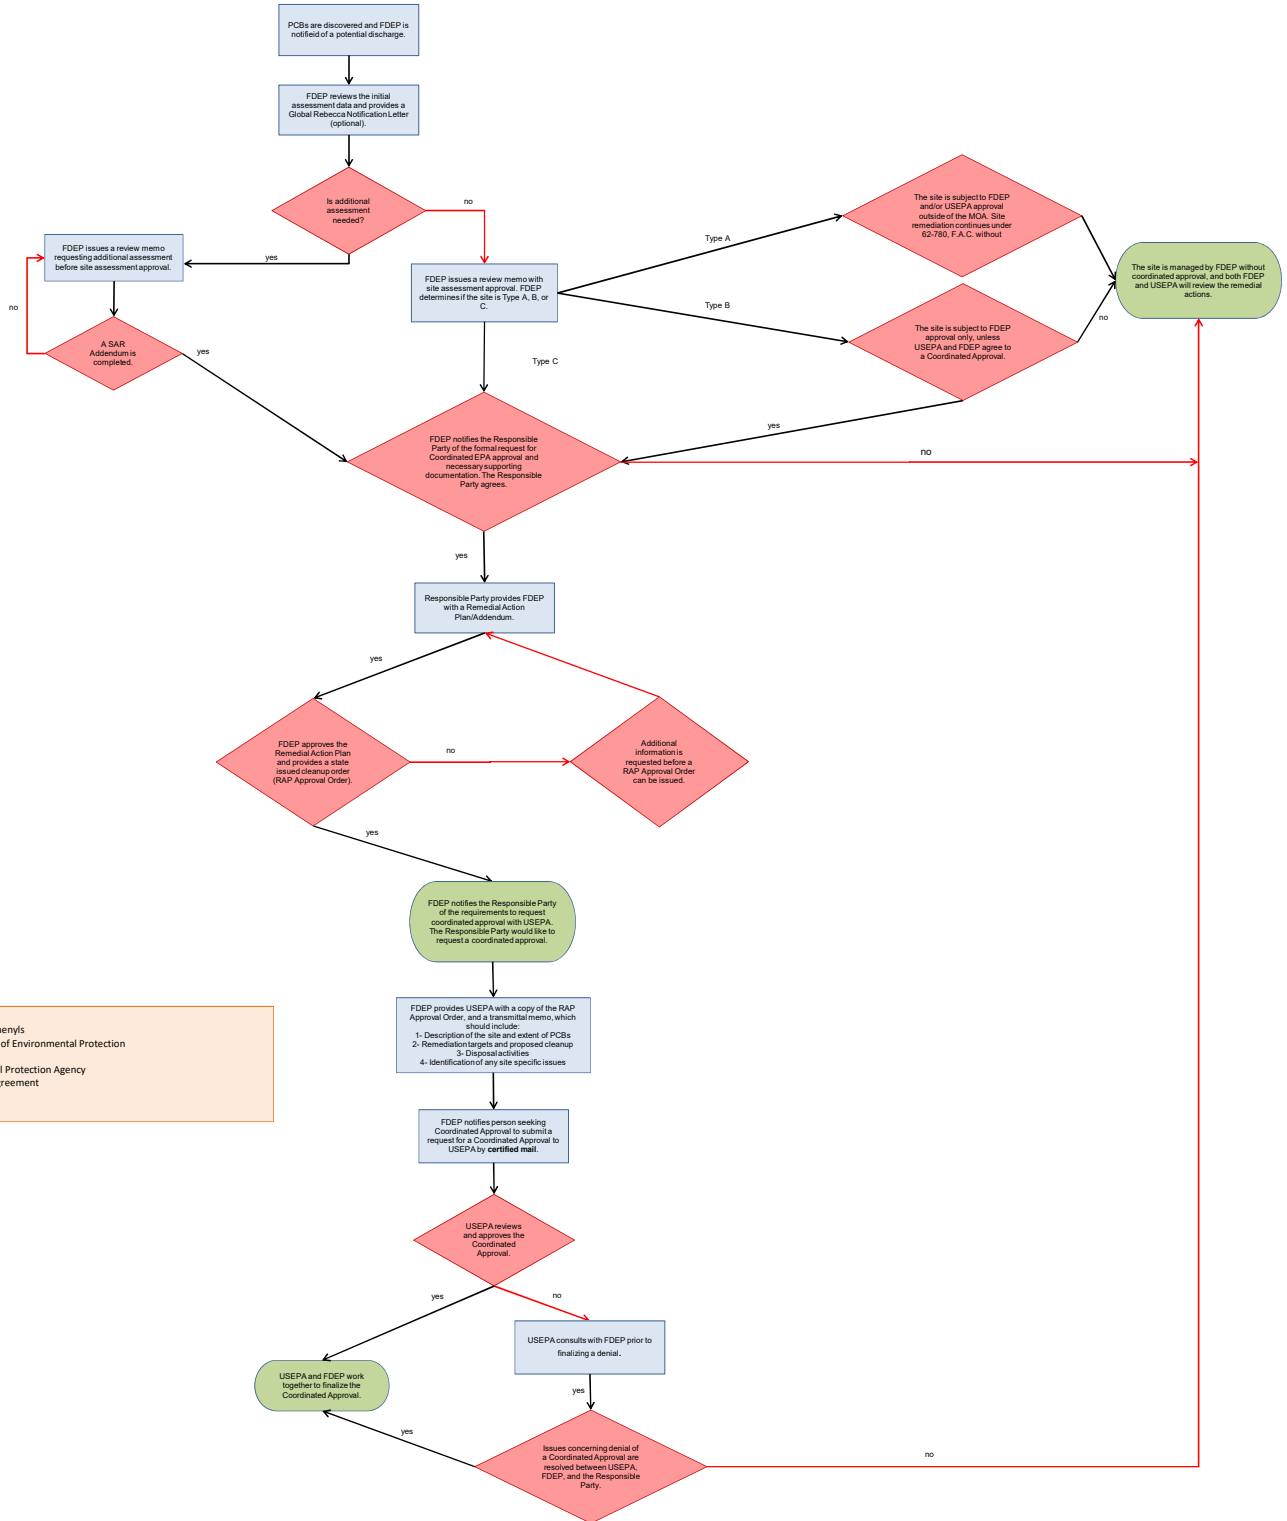 PCBs are discovered and FDEP is
notifieid of a potential discharge.
FDEP reviews the initial
assessment data and provides a
Global Rebecca Notification Letter
(optional).
Is additional
assessment
needed?
no
yes
FDEP issues a review memo
requesting additional assessment
before site assessment approval.
no
A SAR
Addendum is
completed.
yes
FDEP issues a review memo with
site assessment approval. FDEP
determines if the site is Type A, B, or
C.
Type A
Type B
Type C
The site is subject to FDEP
and/or USEPA approval
outside of the MOA. Site
remediation continues under
62-780, F.A.C. without
The site is subject to FDEP
approval only, unless
USEPA and FDEP agree to
a Coordinated Approval.
no
yes
The site is managed by FDEP without
coordinated approval, and both FDEP
and USEPA will review the remedial
actions.
FDEP notifies the Responsible
Party of the formal request for
Coordinated EPA approval and
necessary supporting
documentation. The Responsible
Party agrees.
no
yes
Responsible Party provides FDEP
with a Remedial Action
Plan/Addendum.
yes
FDEP approves the
Remedial Action Plan
and provides a state
issued cleanup order
(RAP Approval Order).
no
Additional
information is
requested before a
RAP Approval Order
can be issued.
yes
FDEP notifies the Responsible Party
of the requirements to request
coordinated approval with USEPA.
The Responsible Party would like to
request a coordinated approval.
FDEP provides USEPA with a copy of the RAP
Approval Order, and a transmittal memo, which
should include:
1- Description of the site and extent of PCBs
2- Remediation targets and proposed cleanup
3- Disposal activities
4- Identification of any site specific issues
henyls
of Environmental Protection
l Protection Agency
greement
FDEP notifies person seeking
Coordinated Approval to submit a
request for a Coordinated Approval to
USEPA by certified mail.
USEPA reviews
and approves the
Coordinated
Approval.
yes
no
USEPA consults with FDEP prior to
finalizing a denial.
yes
USEPA and FDEP work
together to finalize the
Coordinated Approval.
yes
Issues concerning denial of
a Coordinated Approval are
resolved between USEPA,
FDEP, and the Responsible
Party.
no